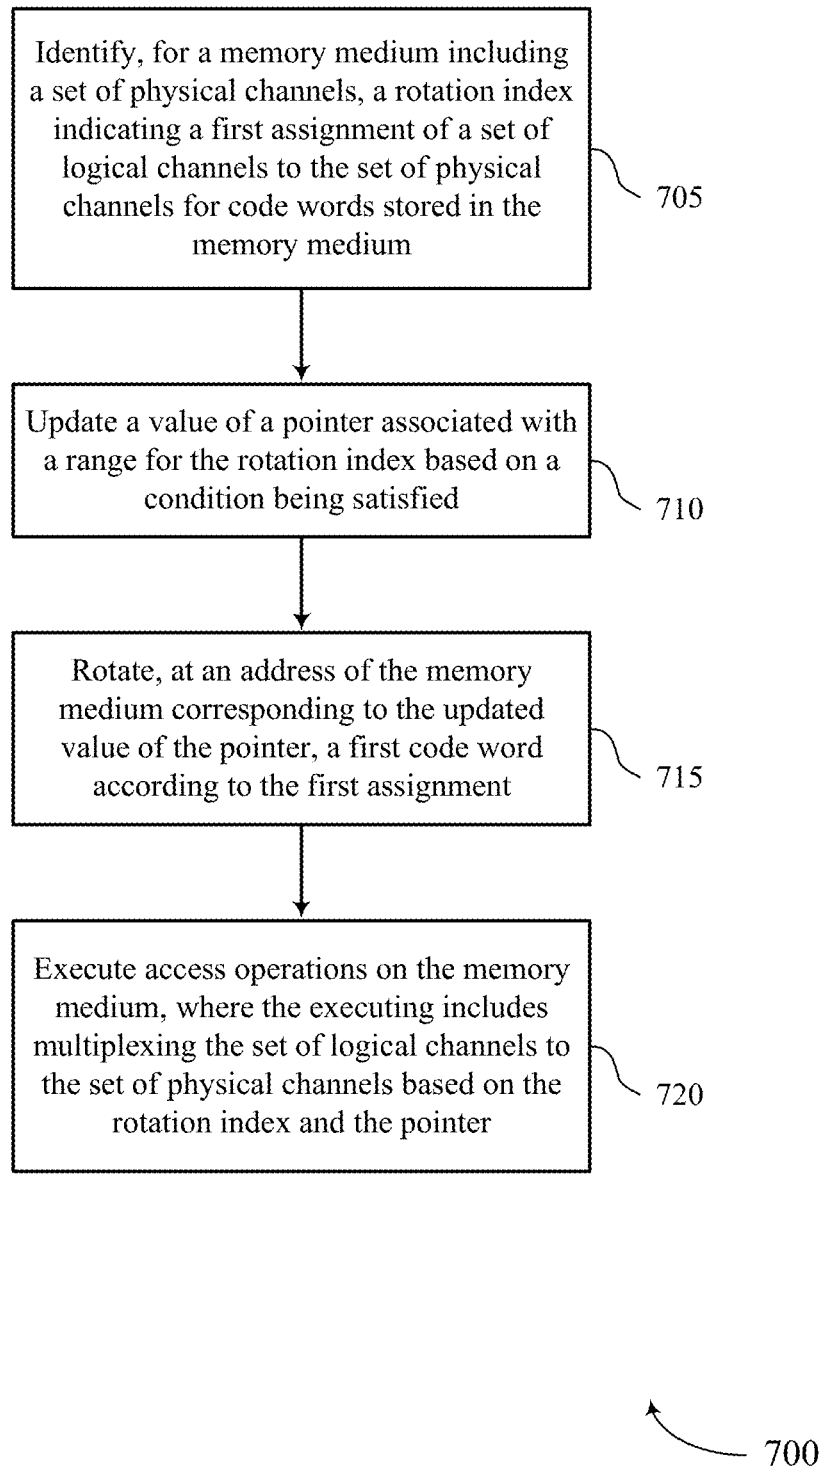 Identify, for a memory medium including
a set of physical channels, a rotation index
indicating a first assignment of a set of
logical channels to the set of physical
channels for code words stored in the
memory medium
705
Update a value of a pointer associated with
a range for the rotation index based on a
condition being satisfied
710
Rotate, at an address of the memory
medium corresponding to the updated
value of the pointer, a first code word
according to the first assignment
715
Execute access operations on the memory
medium, where the executing includes
multiplexing the set of logical channels to
the set of physical channels based on the
rotation index and the pointer
720
700